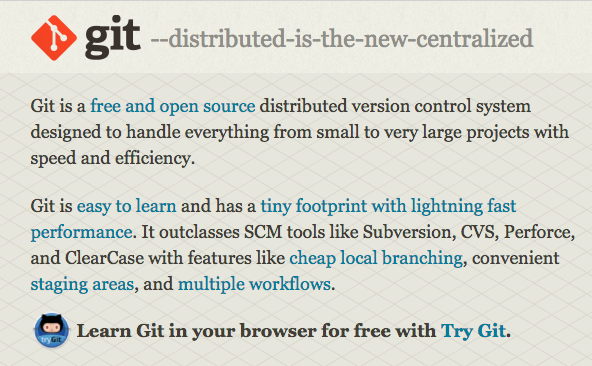 git --distributed-is-the-new-centralized
Git is a free and open source distributed version control system
designed to handle everything from small to very large projects with
speed and efficiency.
Git is easy to learn and has a tiny footprint with lightning fast
performance. It outclasses SCM tools like Subversion, CVS, Perforce,
and ClearCase with features like cheap local branching, convenient
staging areas, and multiple workflows.
tryGit
Learn Git in your browser for free with Try Git.